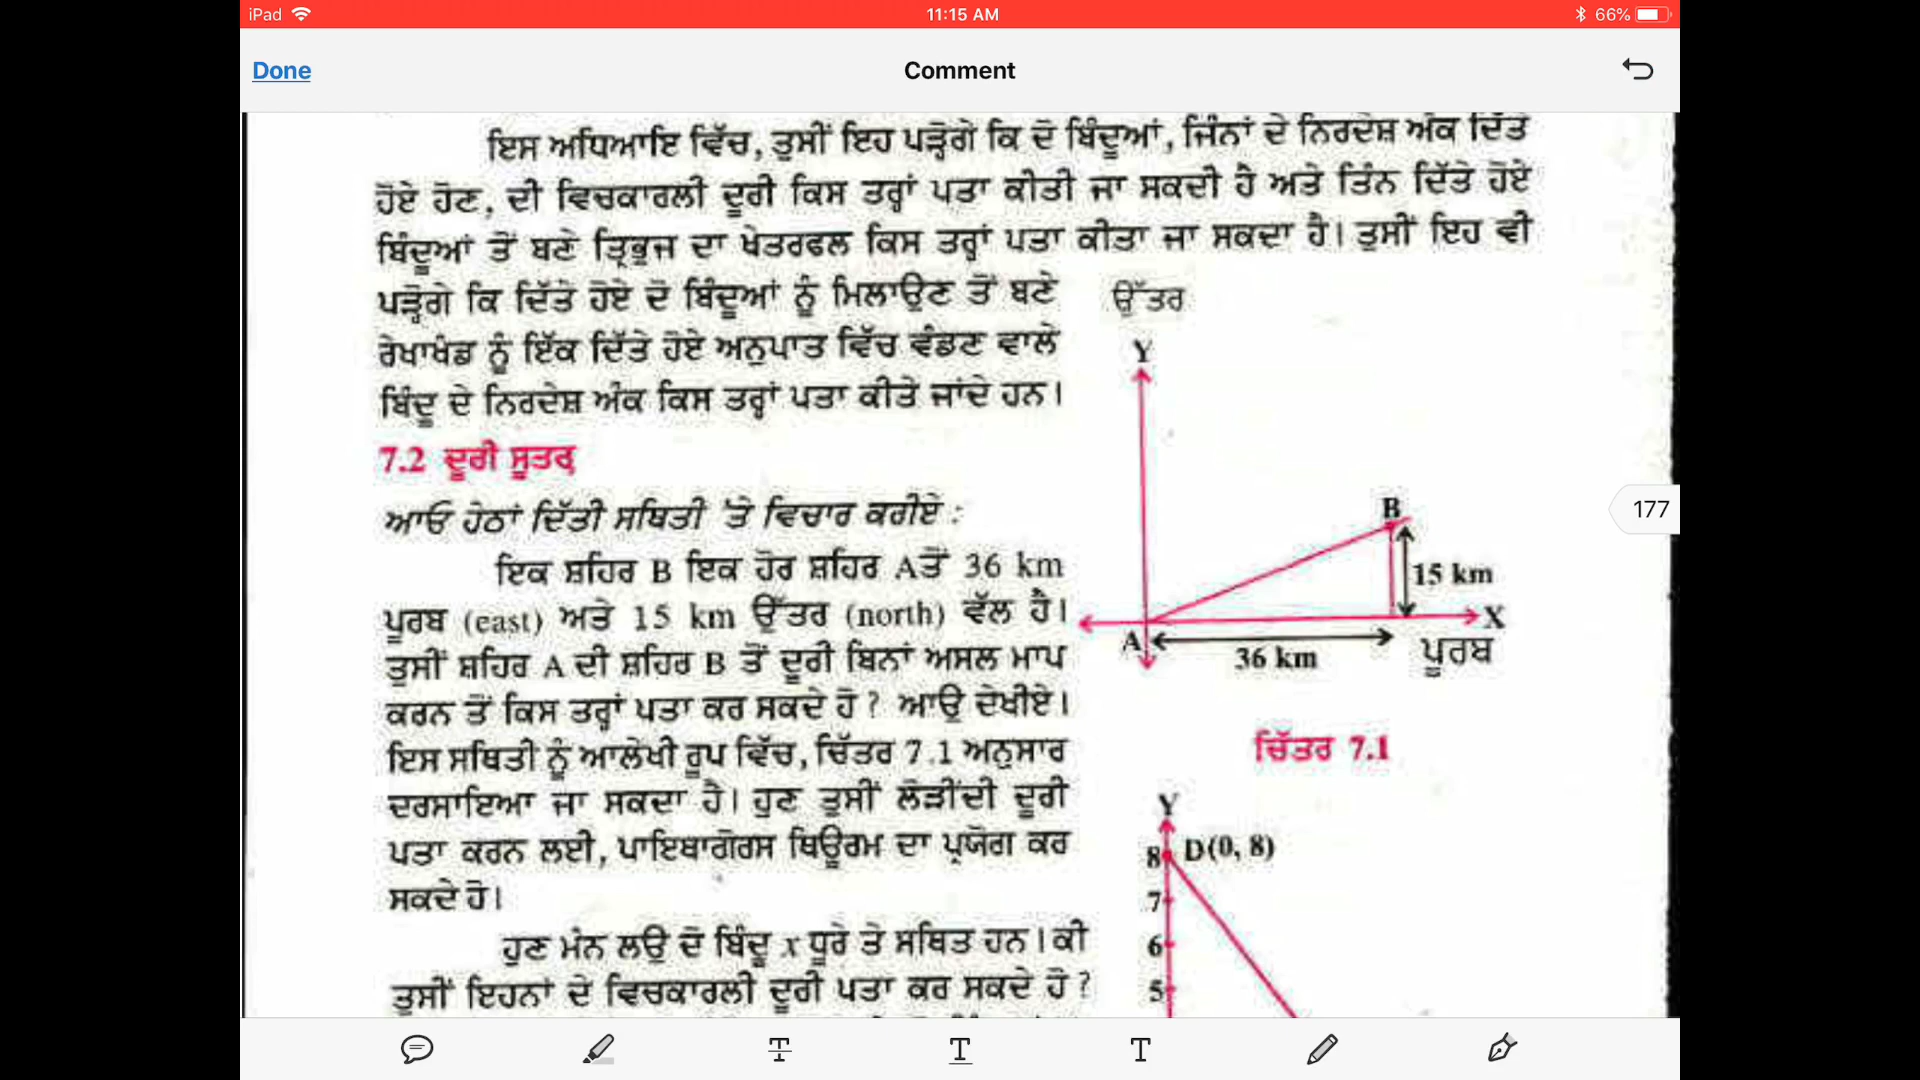 iPad
11:15 AM
66%
Done
Comment
ਇਸ ਅਧਿਆਇ ਵਿੱਚ, ਤੁਸੀਂ ਇਹ ਪੜ੍ਹੋਗੇ ਕਿ ਦੋ ਬਿੰਦੂਆਂ, ਜਿੰਨਾਂ ਦੇ ਨਿਰਦੇਸ਼ ਅੰਕ ਦਿੱਤੇ
ਹੋਏ ਹੋਣ, ਦੀ ਵਿਚਕਾਰਲੀ ਦੂਰੀ ਕਿਸ ਤਰ੍ਹਾਂ ਪਤਾ ਕੀਤੀ ਜਾ ਸਕਦੀ ਹੈ ਅਤੇ ਤਿੰਨ ਦਿੱਤੇ ਹੋਏ
ਬਿੰਦੂਆਂ ਤੋਂ ਬਣੇ ਤ੍ਰਿਭੁਜ ਦਾ ਖੇਤਰਫਲ ਕਿਸ ਤਰ੍ਹਾਂ ਪਤਾ ਕੀਤਾ ਜਾ ਸਕਦਾ ਹੈ। ਤੁਸੀਂ ਇਹ ਵੀ
ਪੜ੍ਹੋਗੇ ਕਿ ਦਿੱਤੇ ਹੋਏ ਦੋ ਬਿੰਦੂਆਂ ਨੂੰ ਮਿਲਾਉਣ ਤੋਂ ਬਣੇ
ਰੇਖਾਖੰਡ ਨੂੰ ਇੱਕ ਦਿੱਤੇ ਹੋਏ ਅਨੁਪਾਤ ਵਿੱਚ ਵੰਡਣ ਵਾਲੇ
ਬਿੰਦੂ ਦੇ ਨਿਰਦੇਸ਼ ਅੰਕ ਕਿਸ ਤਰ੍ਹਾਂ ਪਤਾ ਕੀਤੇ ਜਾਂਦੇ ਹਨ।
7.2 ਦੂਰੀ ਸੂਤਰ
ਆਓ ਹੇਠਾਂ ਦਿੱਤੀ ਸਥਿਤੀ 'ਤੇ ਵਿਚਾਰ ਕਰੀਏ :
ਇਕ ਸ਼ਹਿਰ B ਇਕ ਹੋਰ ਸ਼ਹਿਰ A ਤੋਂ 36 km
ਪੂਰਬ (east) ਅਤੇ 15 km ਉੱਤਰ (north) ਵੱਲ ਹੈ।
ਤੁਸੀਂ ਸ਼ਹਿਰ A ਦੀ ਸ਼ਹਿਰ B ਤੋਂ ਦੂਰੀ ਬਿਨਾਂ ਅਸਲ ਮਾਪ
ਕਰਨ ਤੋਂ ਕਿਸ ਤਰ੍ਹਾਂ ਪਤਾ ਕਰ ਸਕਦੇ ਹੋ? ਆਉ ਦੇਖੀਏ।
ਇਸ ਸਥਿਤੀ ਨੂੰ ਆਲੇਖੀ ਰੂਪ ਵਿੱਚ, ਚਿੱਤਰ 7.1 ਅਨੁਸਾਰ
ਦਰਸਾਇਆ ਜਾ ਸਕਦਾ ਹੈ। ਹੁਣ ਤੁਸੀਂ ਲੋੜੀਂਦੀ ਦੂਰੀ
ਪਤਾ ਕਰਨ ਲਈ, ਪਾਇਥਾਗੋਰਸ ਥਿਊਰਮ ਦਾ ਪ੍ਰਯੋਗ ਕਰ
ਸਕਦੇ ਹੋ।
ਹੁਣ ਮੰਨ ਲਉ ਦੋ ਬਿੰਦੂ x ਧੁਰੇ ਤੇ ਸਥਿਤ ਹਨ। ਕੀ
ਤੁਸੀਂ ਇਹਨਾਂ ਦੇ ਵਿਚਕਾਰਲੀ ਦੂਰੀ ਪਤਾ ਕਰ ਸਕਦੇ ਹੋ?
ਉੱਤਰ
Y
B
15 km
X
A
36 km
ਪੂਰਬ
ਚਿੱਤਰ 7.1
Y
8 D(0, 8)
7
6
5
177